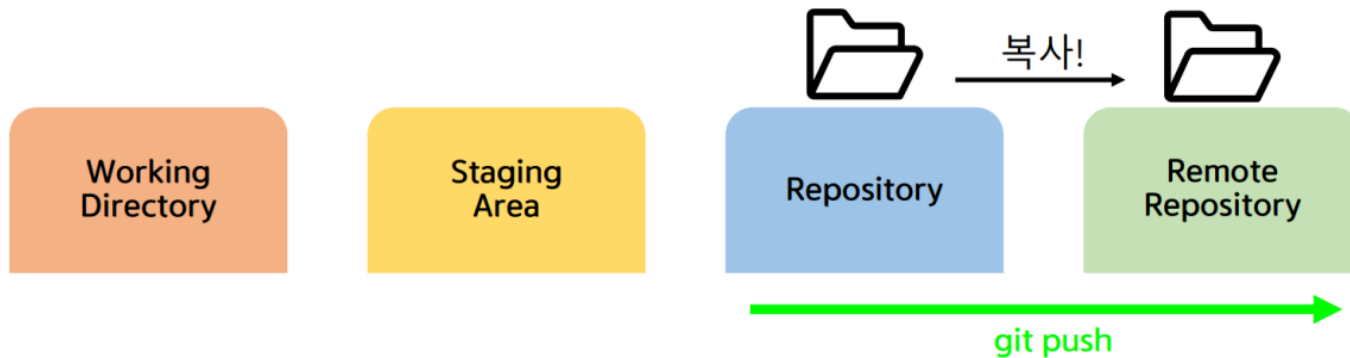 복사!
Working
Directory
Staging
Area
Repository
Remote
Repository
git push